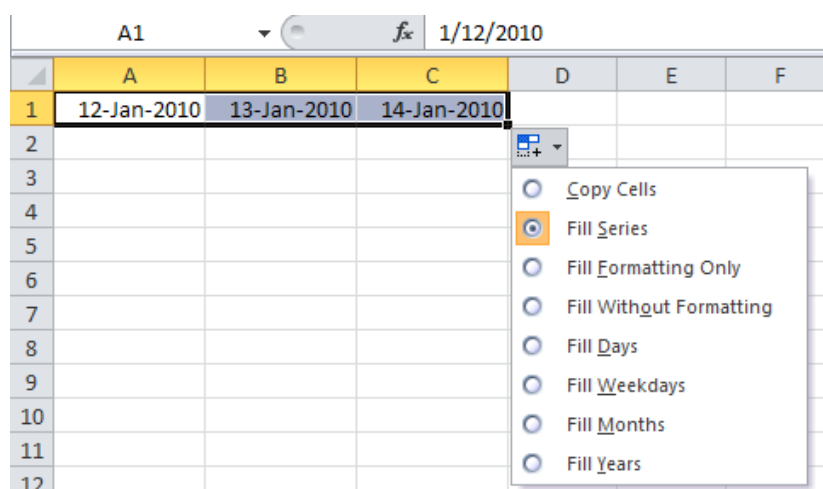 A1 fx 1/12/2010
A B C D E F
1 12-Jan-2010 13-Jan-2010 14-Jan-2010
2
3 Copy Cells
4 Fill Series
5
6 Fill Formatting Only
7 Fill Without Formatting
8 Fill Days
9 Fill Weekdays
10 Fill Months
11 Fill Years
12